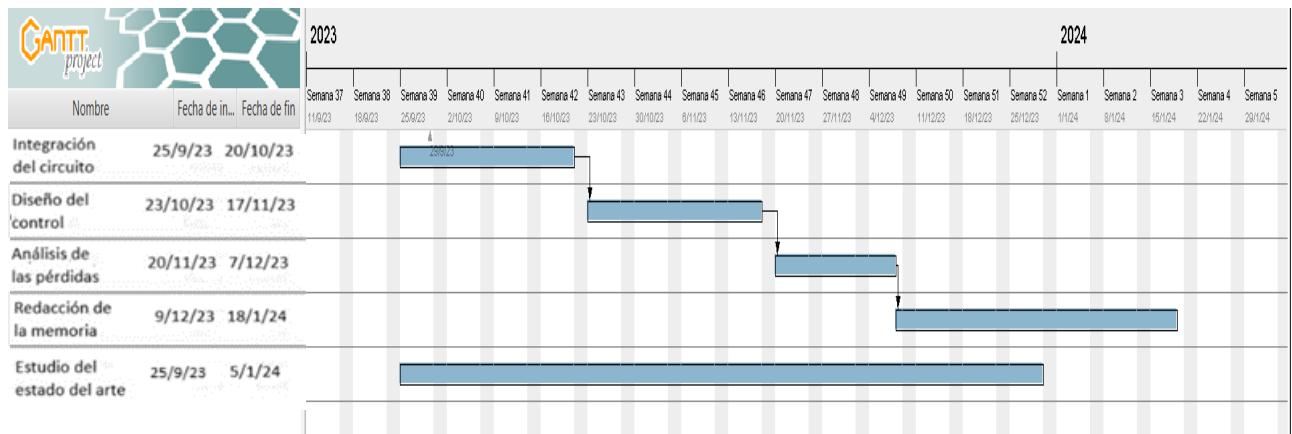 GANTT
project
2023
2024
Nombre
Fecha de in...
Fecha de fin
Semana 37
Semana 38
Semana 39
Semana 40
Semana 41
Semana 42
Semana 43
Semana 44
Semana 45
Semana 46
Semana 47
Semana 48
Semana 49
Semana 50
Semana 51
Semana 52
Semana 1
Semana 2
Semana 3
Semana 4
Semana 5
11/9/23
18/9/23
25/9/23
2/10/23
9/10/23
16/10/23
23/10/23
30/10/23
6/11/23
13/11/23
20/11/23
27/11/23
4/12/23
11/12/23
18/12/23
25/12/23
1/1/24
8/1/24
15/1/24
22/1/24
29/1/24
29/9/23
Integración
del circuito
25/9/23 20/10/23
Diseño del
control
23/10/23 17/11/23
Análisis de
las pérdidas
20/11/23 7/12/23
Redacción de
la memoria
9/12/23 18/1/24
Estudio del
estado del arte
25/9/23 5/1/24